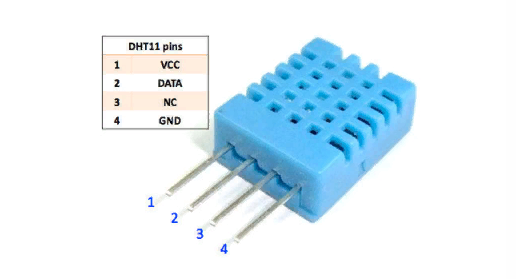 DHT11 pins
1 VCC
2 DATA
3 NC
4 GND
1
2
3
4